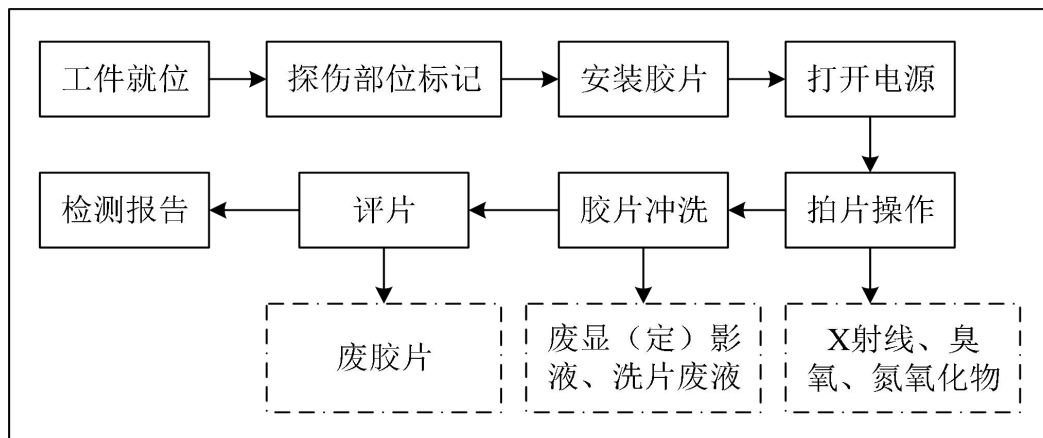 工件就位
探伤部位标记
安装胶片
打开电源
检测报告
评片
胶片冲洗
拍片操作
废胶片
废显（定）影
液、洗片废液
X射线、臭
氧、氮氧化物